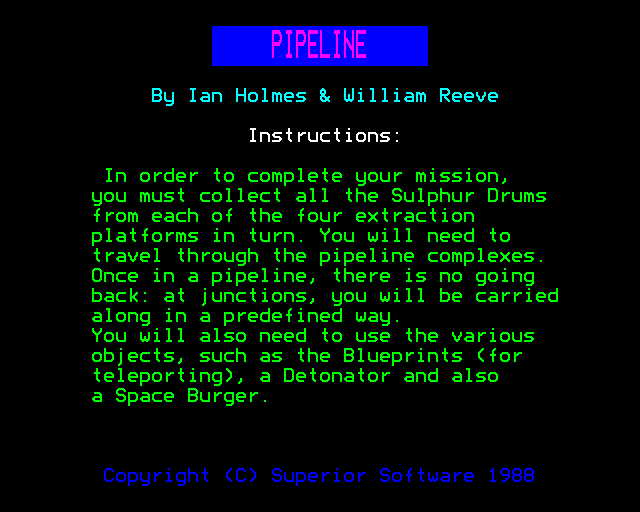 PIPELINE
By Ian Holmes & William Reeve
Instructions:
In order to complete your mission,
you must collect all the Sulphur Drums
from each of the four extraction
platforms in turn. You will need to
travel through the pipeline complexes.
Once in a pipeline, there is no going
back: at junctions, you will be carried
along in a predefined way.
You will also need to use the various
objects, such as the Blueprints (for
teleporting), a Detonator and also
a Space Burger.
Copyright (C) Superior Software 1988